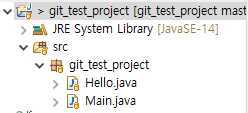 > git_test_project [git_test_project mast
JRE System Library [JavaSE-14]
src
git_test_project
Hello.java
Main.java